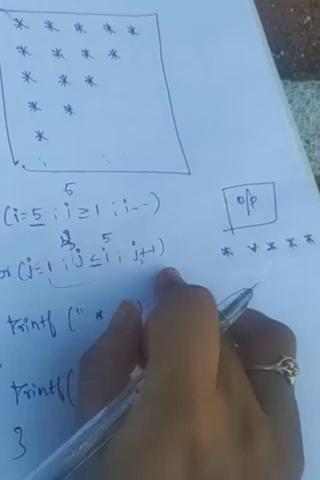 * * * * *
* * * *
* * *
* *
*
5
(i=5 ; i ≥ 1 ; i--)
5
(j=1 ; j ≤ i ; j++)
printf (" *
printf(
}
o/p
* * * * *